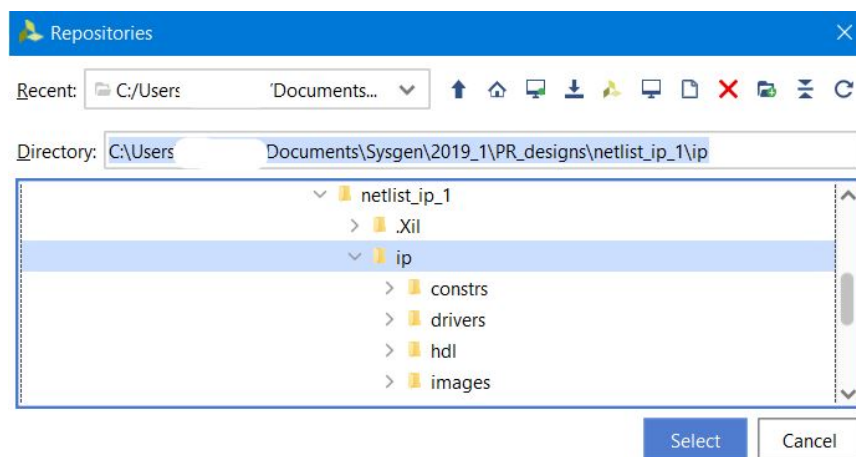 Repositories
Recent: C:/Users 'Documents...
Directory: C:\Users Documents\Sysgen\2019_1\PR_designs\netlist_ip_1\ip
netlist_ip_1
.Xil
ip
constrs
drivers
hdl
images
Select Cancel